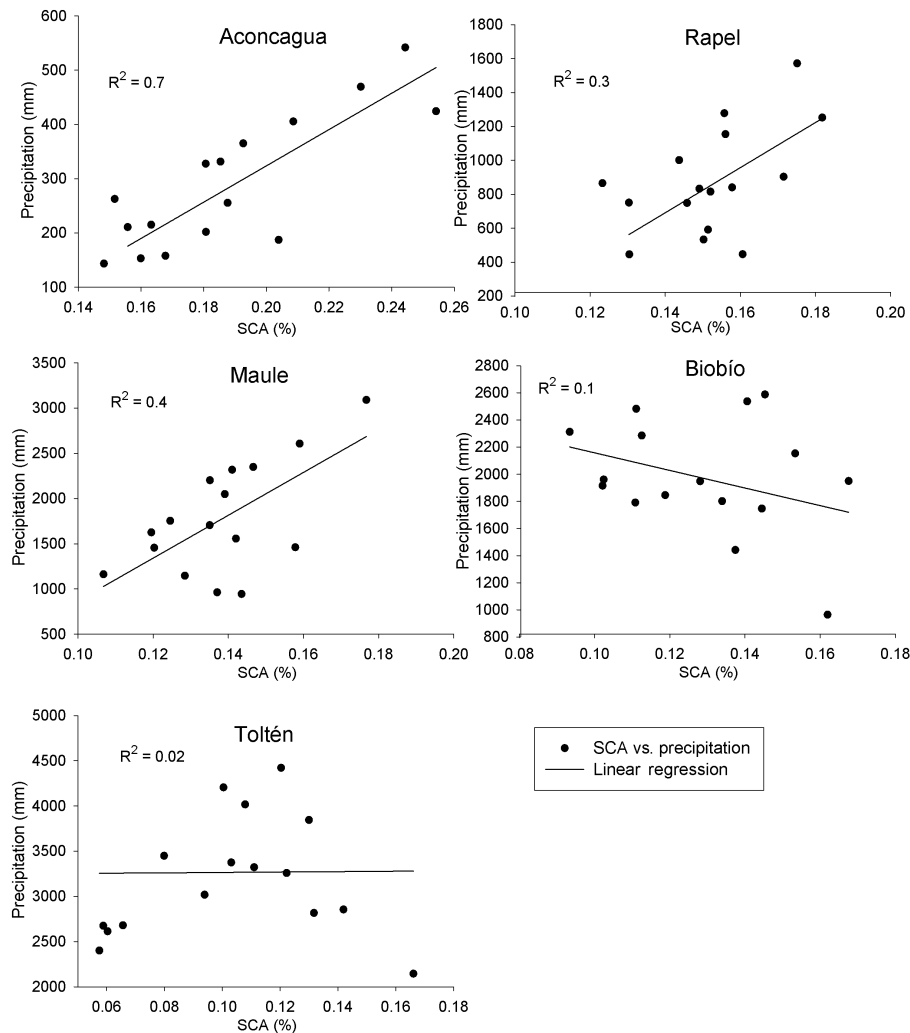 Aconcagua
R² = 0.7
Precipitation (mm)
600
500
400
300
200
100
0.14 0.16 0.18 0.20 0.22 0.24 0.26
SCA (%)
Rapel
R² = 0.3
Precipitation (mm)
1800
1600
1400
1200
1000
800
600
400
200
0.10 0.12 0.14 0.16 0.18 0.20
SCA (%)
Maule
R² = 0.4
Precipitation (mm)
3500
3000
2500
2000
1500
1000
500
0.10 0.12 0.14 0.16 0.18 0.20
SCA (%)
Biobío
R² = 0.1
Precipitation (mm)
2800
2600
2400
2200
2000
1800
1600
1400
1200
1000
800
0.08 0.10 0.12 0.14 0.16 0.18
SCA (%)
Toltén
R² = 0.02
Precipitation (mm)
5000
4500
4000
3500
3000
2500
2000
0.06 0.08 0.10 0.12 0.14 0.16 0.18
SCA (%)
SCA vs. precipitation
Linear regression